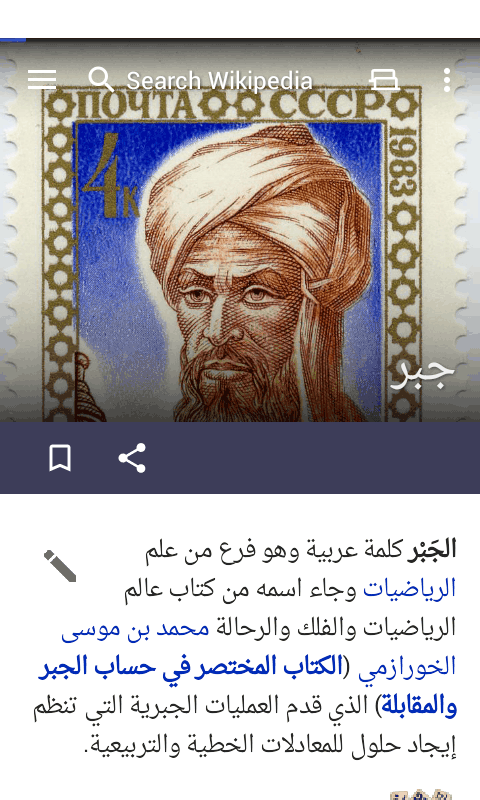 Search Wikipedia
ПОЧТА СССР
1983
4к
جبر
الجَبْر كلمة عربية وهو فرع من علم
الرياضيات وجاء اسمه من كتاب عالم
الرياضيات والفلك والرحالة محمد بن موسى
الخورازمي (الكتاب المختصر في حساب الجبر
والمقابلة) الذي قدم العمليات الجبرية التي تنظم
إيجاد حلول للمعادلات الخطية والتربيعية.